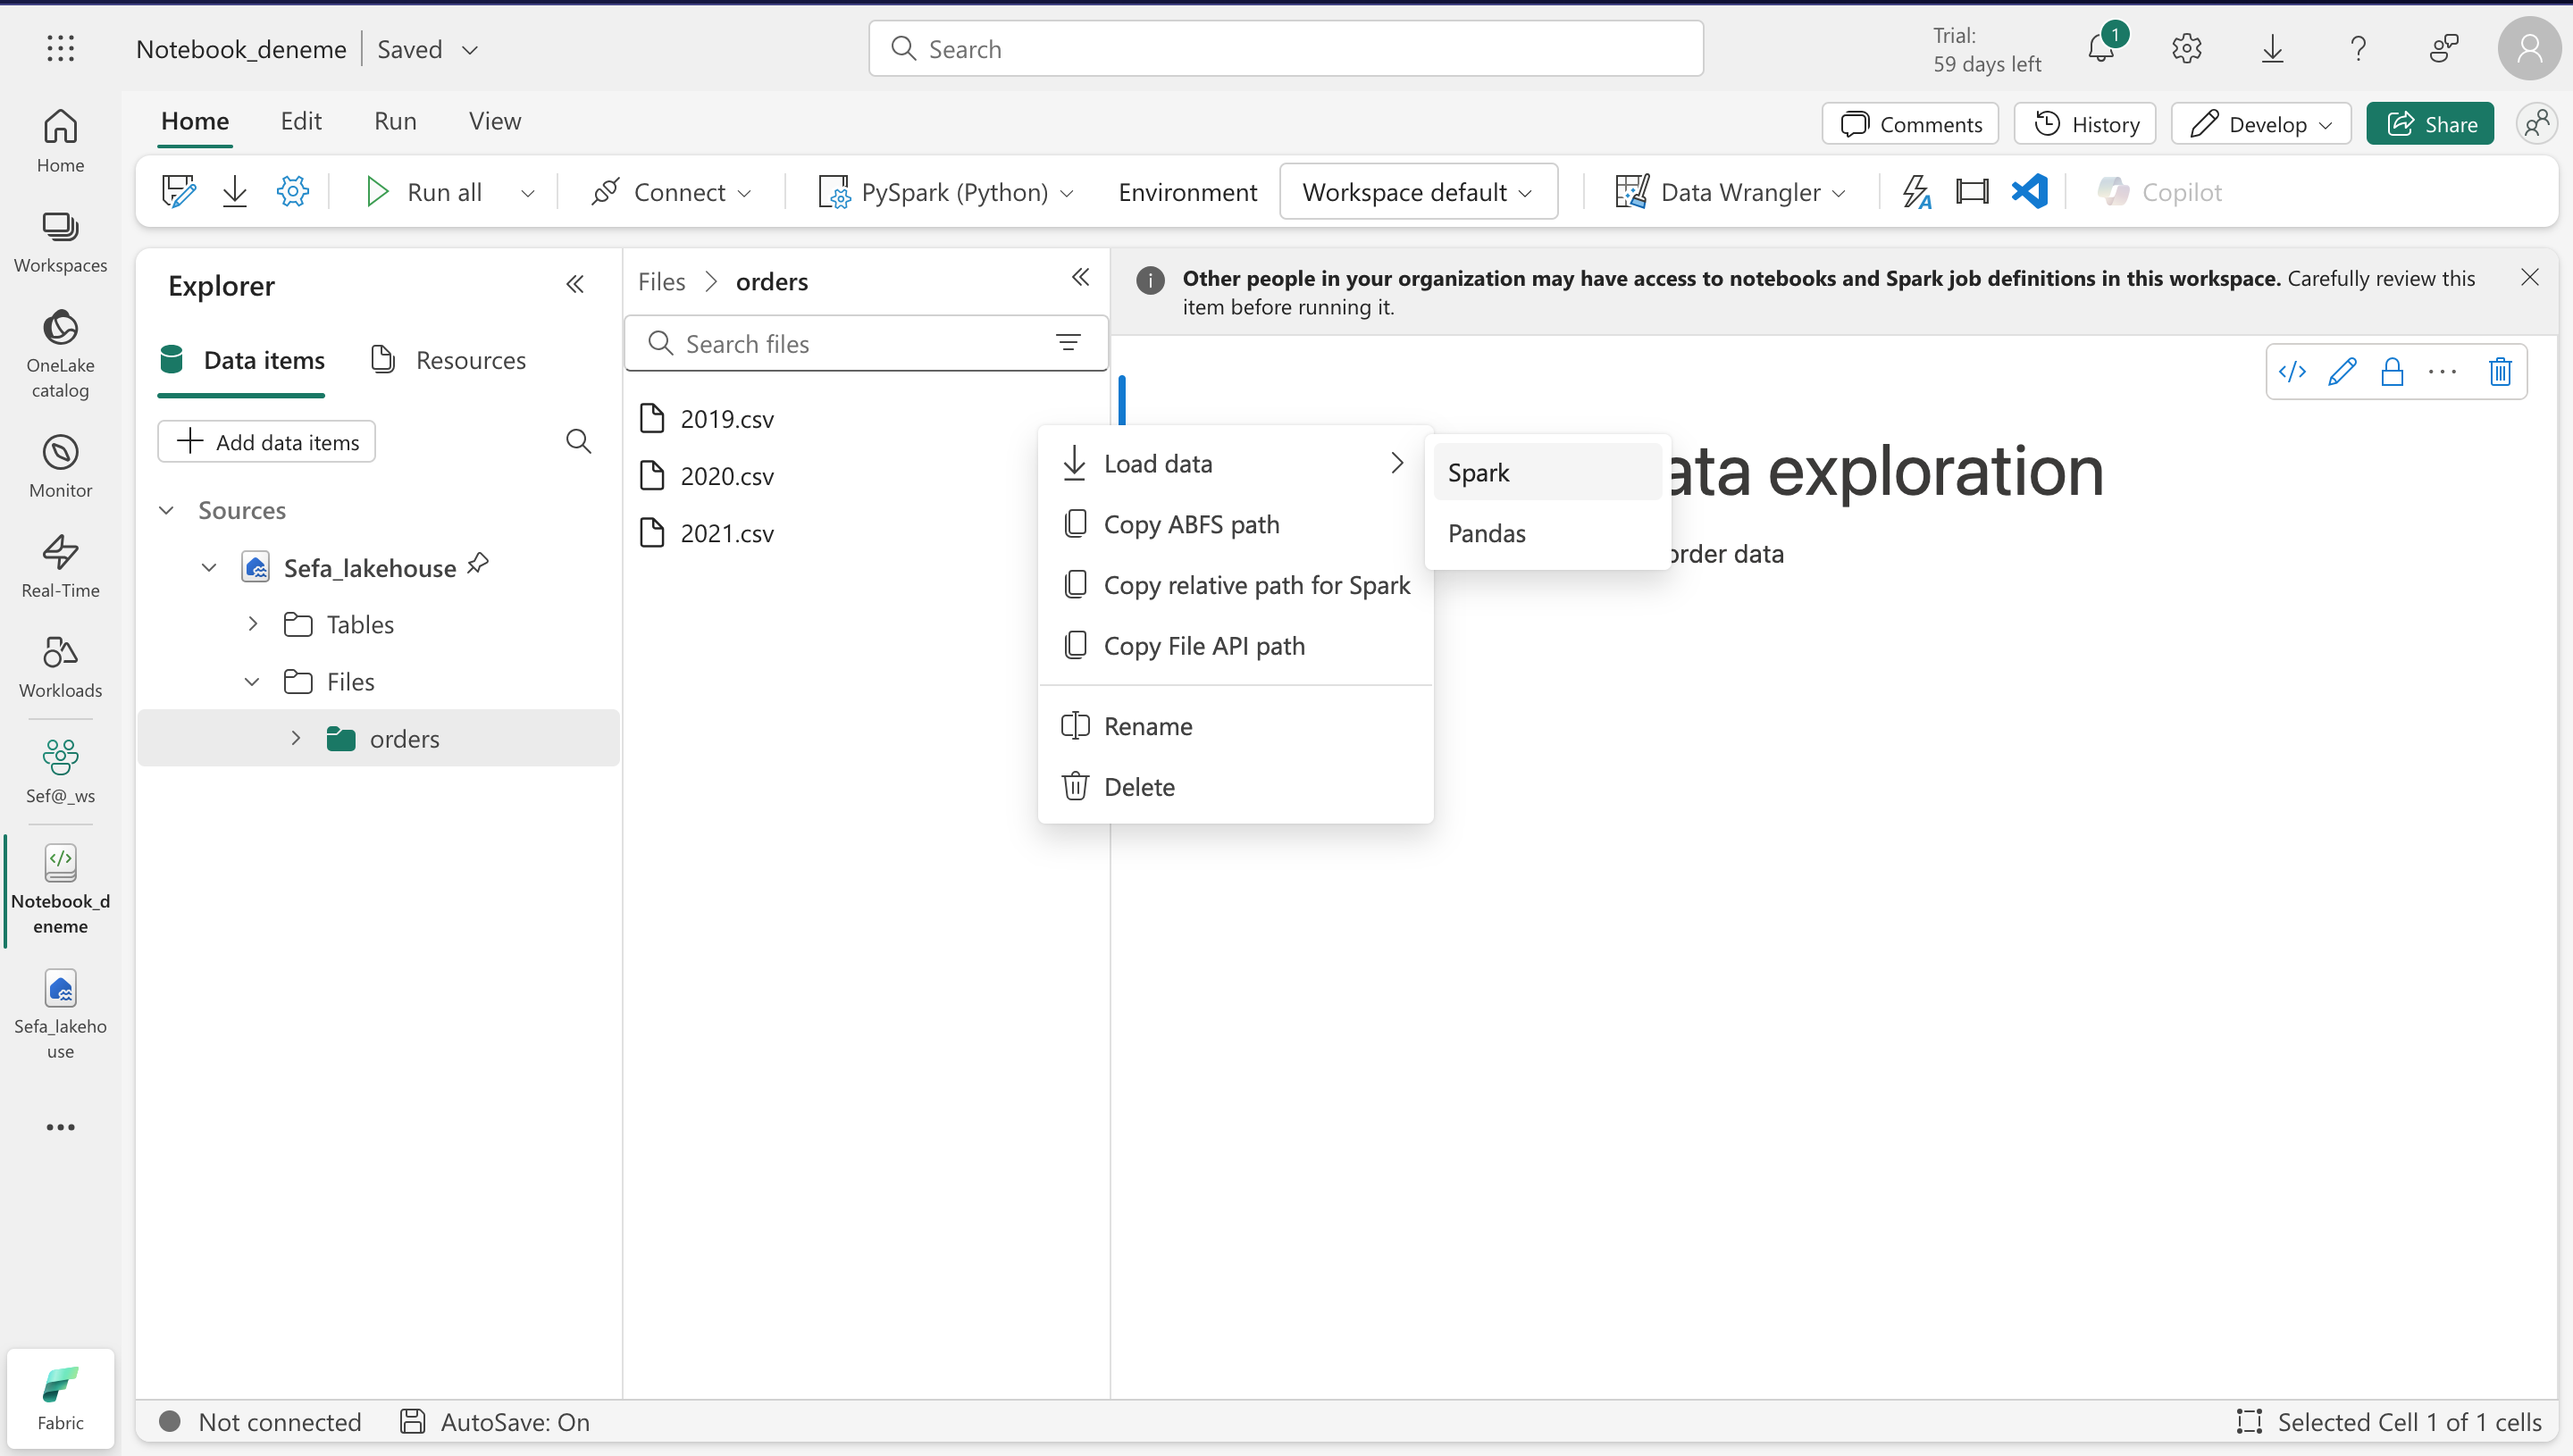 Notebook_deneme
Saved
Search
Trial:
59 days left
1
Home
Edit
Run
View
Comments
History
Develop
Share
Run all
Connect
PySpark (Python)
Environment
Workspace default
Data Wrangler
Copilot
Home
Workspaces
OneLake
catalog
Monitor
Real-Time
Workloads
Sef@_ws
Notebook_d
eneme
Sefa_lakeho
use
Fabric
Explorer
Data items
Resources
Add data items
Sources
Sefa_lakehouse
Tables
Files
orders
Files > orders
Search files
2019.csv
2020.csv
2021.csv
Other people in your organization may have access to notebooks and Spark job definitions in this workspace. Carefully review this
item before running it.
Load data
Copy ABFS path
Copy relative path for Spark
Copy File API path
Rename
Delete
Spark
Pandas
ata exploration
order data
Not connected
AutoSave: On
Selected Cell 1 of 1 cells